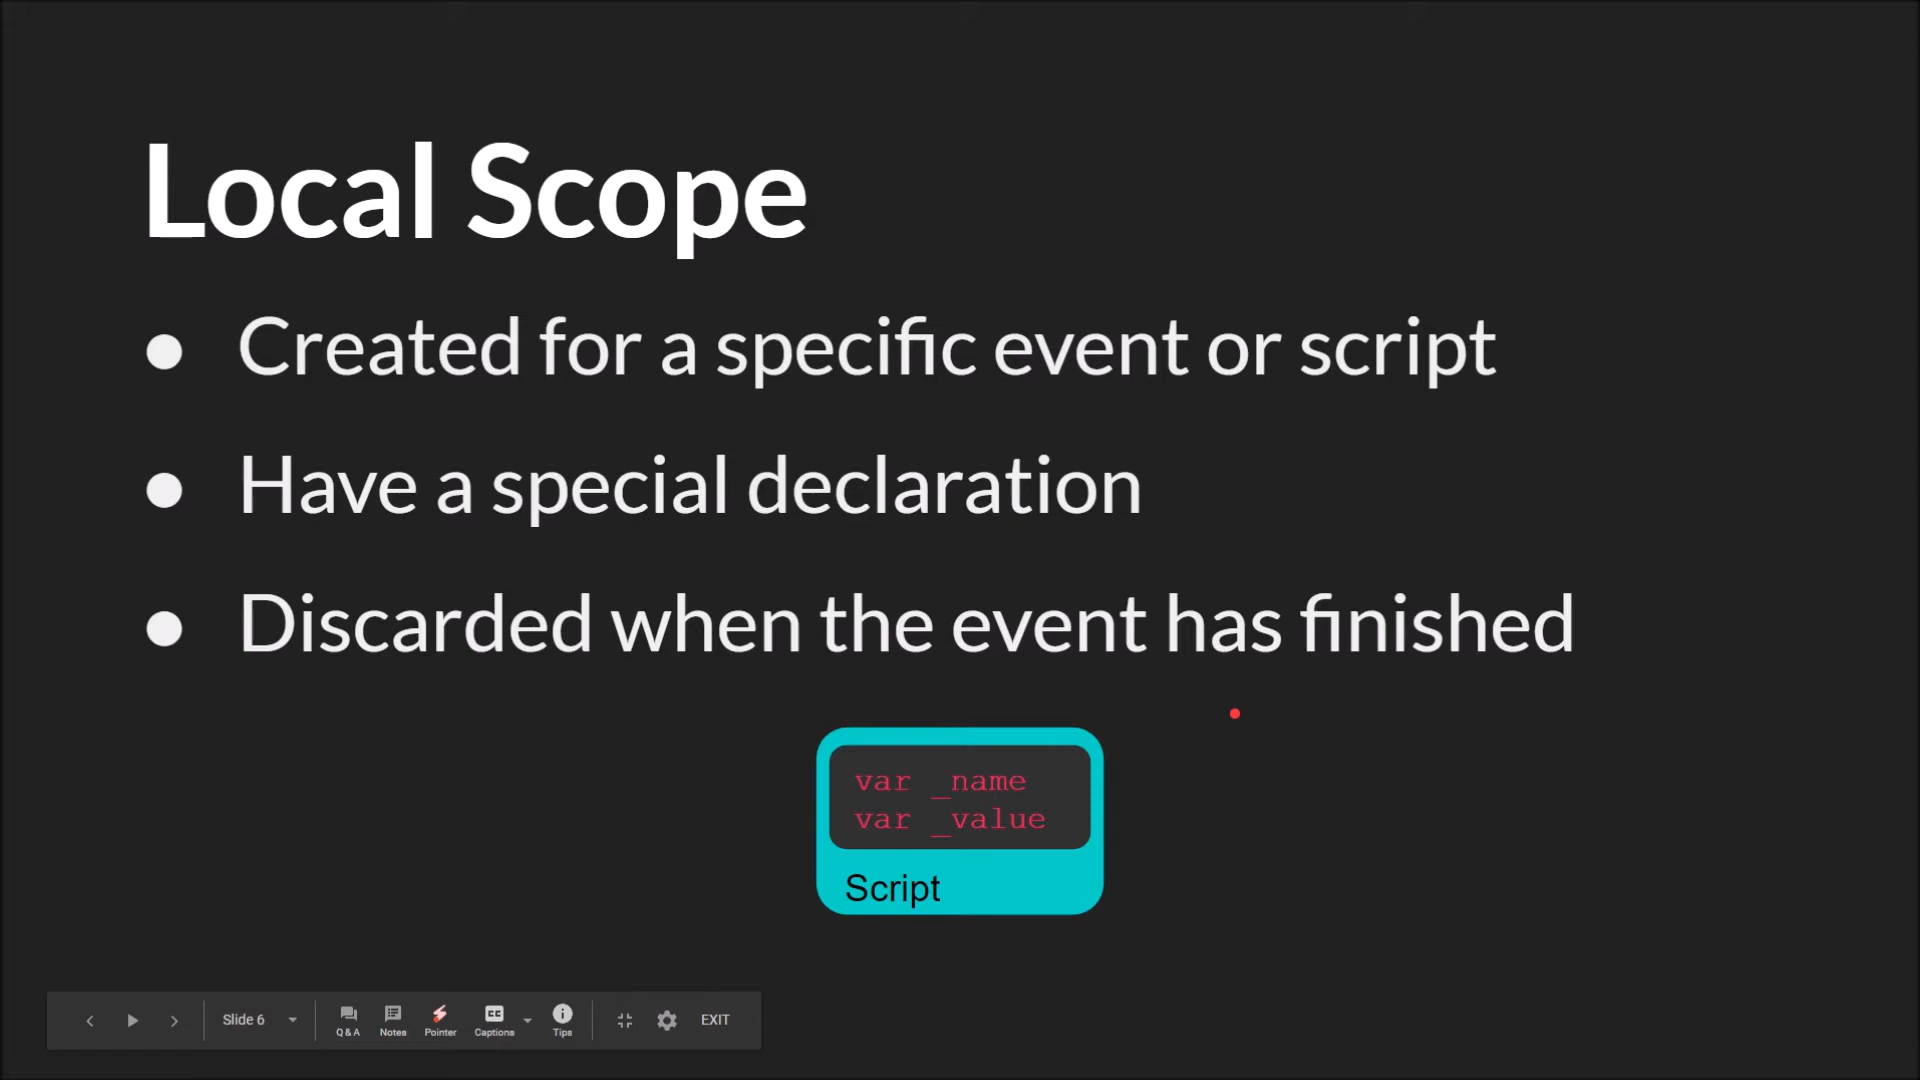 Local Scope
● Created for a specific event or script
● Have a special declaration
● Discarded when the event has finished
var _name
var _value
Script
Slide 6
Q & A
Notes
Pointer
CC
Captions
Tips
EXIT